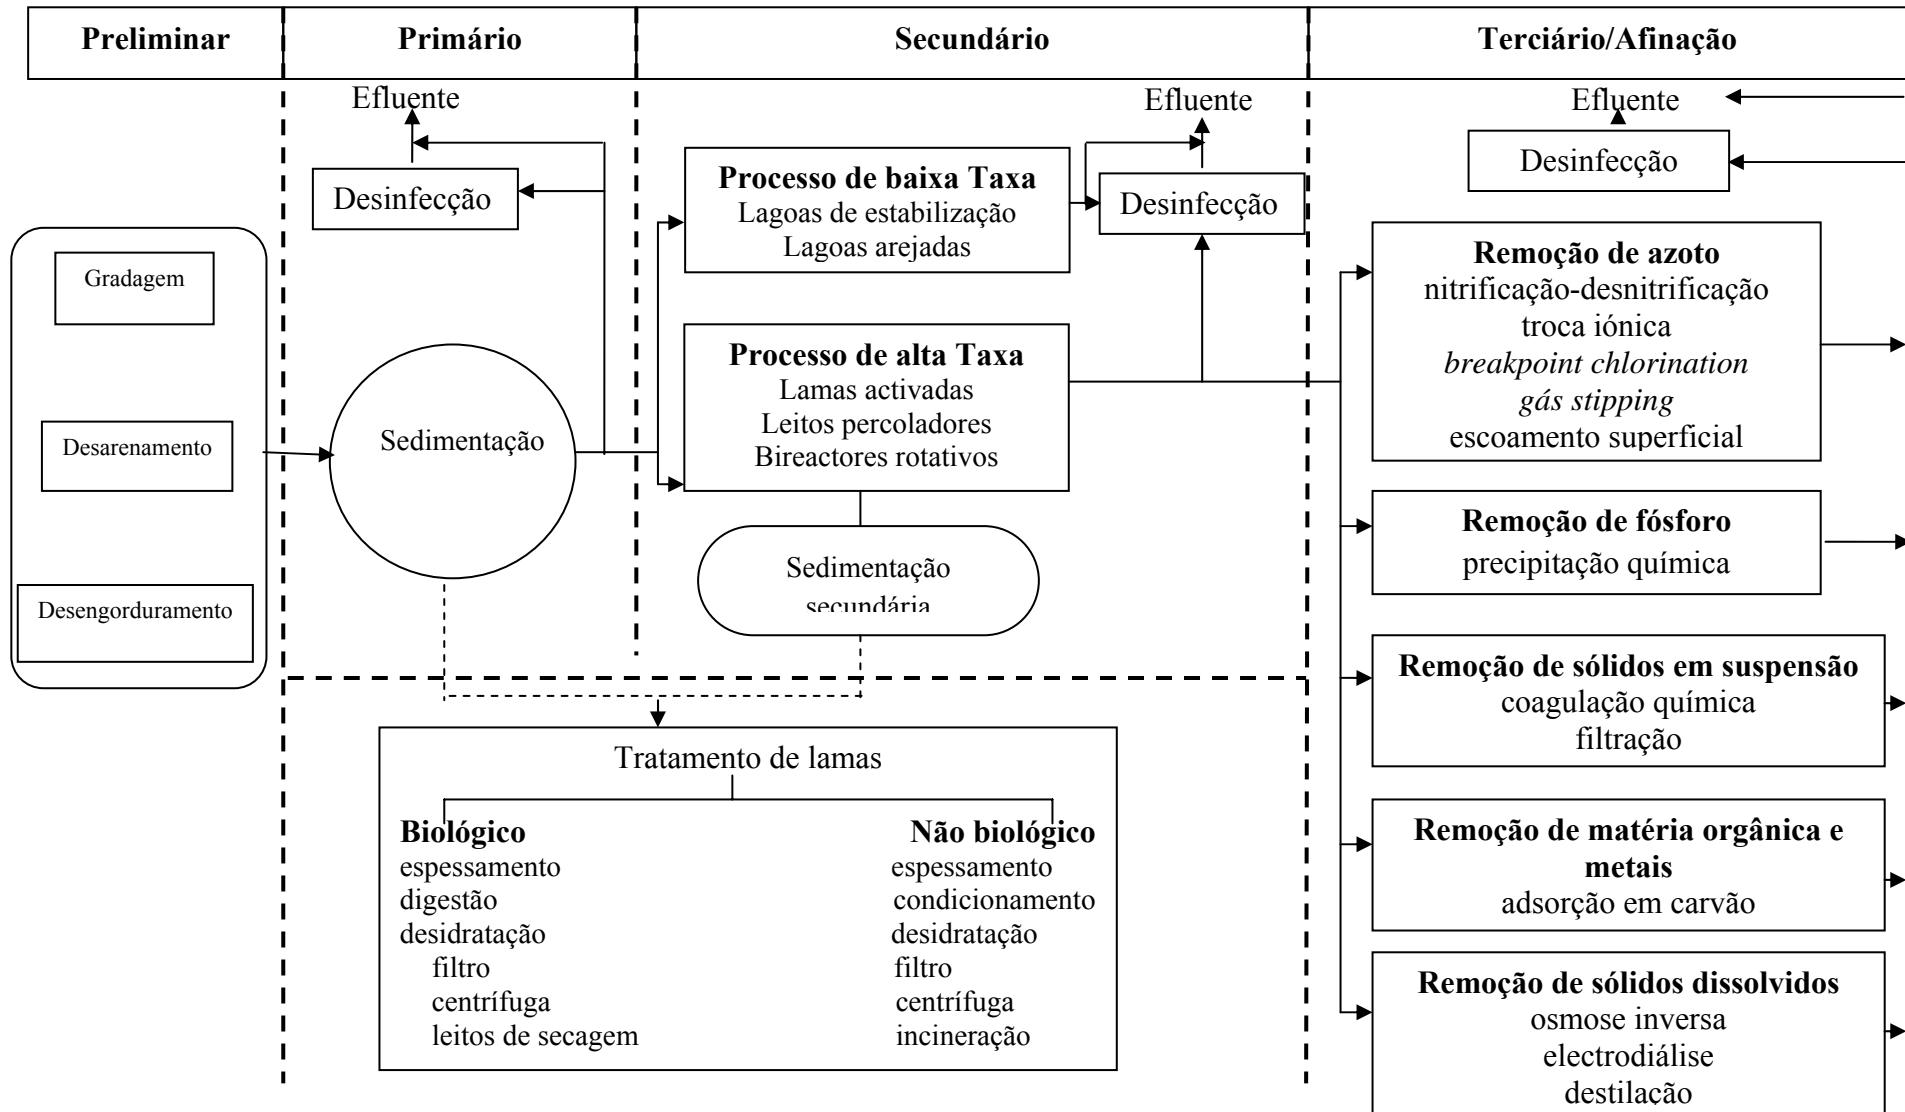 Preliminar
Primário
Secundário
Terciário/Afinação
Gradagem
Desarenamento
Desengorduramento
Efluente
Desinfecção
Sedimentação
Efluente
Processo de baixa Taxa
Lagoas de estabilização
Lagoas arejadas
Desinfecção
Processo de alta Taxa
Lamas activadas
Leitos percoladores
Bireactores rotativos
Sedimentação
secundária
Tratamento de lamas
Biológico
espessamento
digestão
desidratação
filtro
centrífuga
leitos de secagem
Não biológico
espessamento
condicionamento
desidratação
filtro
centrífuga
incineração
Efluente
Desinfecção
Remoção de azoto
nitrificação-desnitrificação
troca iónica
breakpoint chlorination
gás stipping
escoamento superficial
Remoção de fósforo
precipitação química
Remoção de sólidos em suspensão
coagulação química
filtração
Remoção de matéria orgânica e
metais
adsorção em carvão
Remoção de sólidos dissolvidos
osmose inversa
electrodiálise
destilação